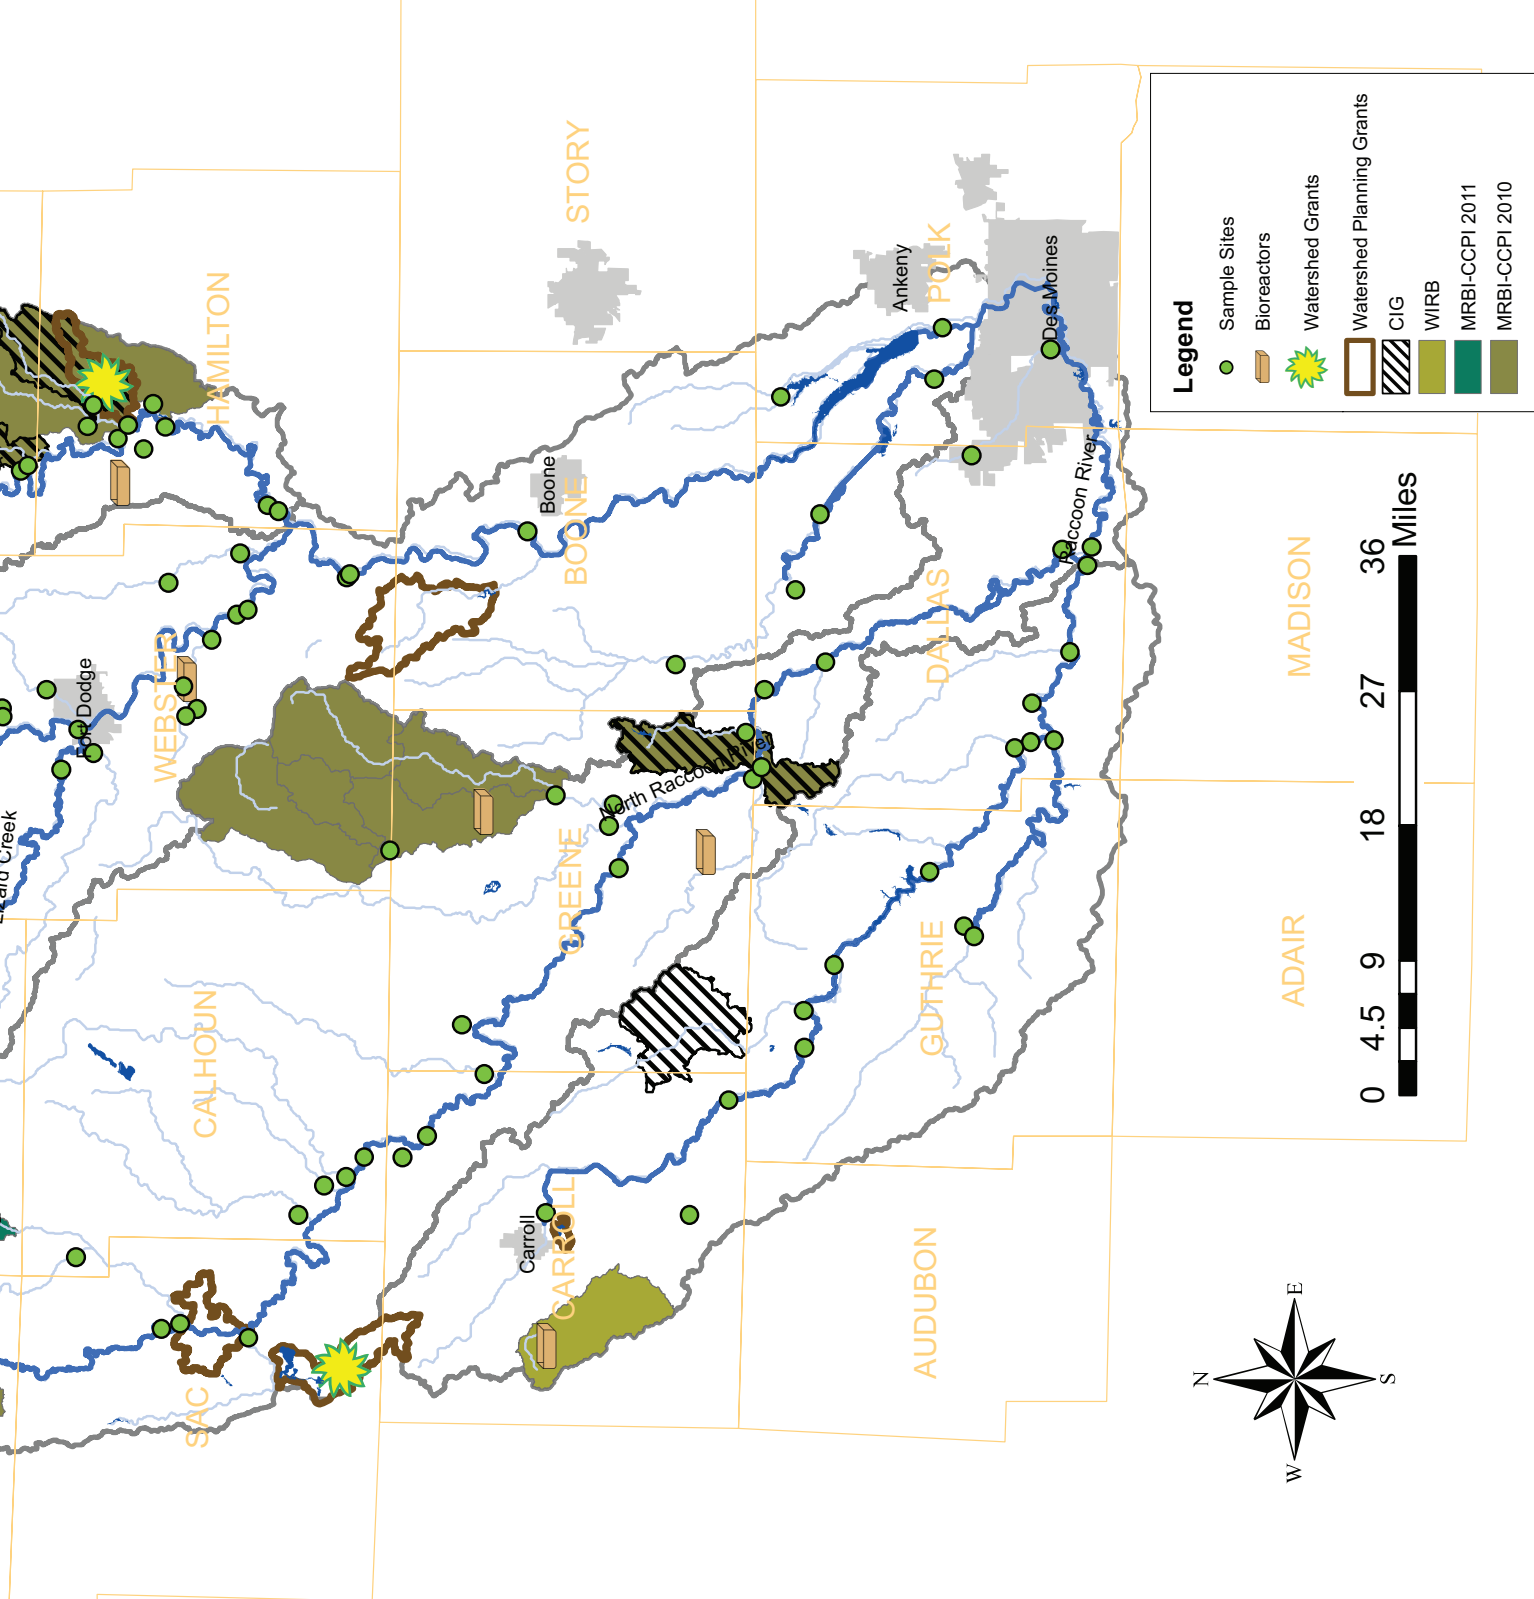 HAMILTON
STORY
WEBSTER
Fort Dodge
Boone
BOONE
Ankeny
POLK
Des Moines
Raccoon River
DALLAS
MADISON
North Raccoon River
GREENE
CALHOUN
GUTHRIE
ADAIR
Carroll
CARROLL
SAC
AUDUBON
Creek
Legend
Sample Sites
Bioreactors
Watershed Grants
Watershed Planning Grants
CIG
WIRB
MRBI-CCPI 2011
MRBI-CCPI 2010
0 4.5 9 18 27 36
Miles
N
E
S
W